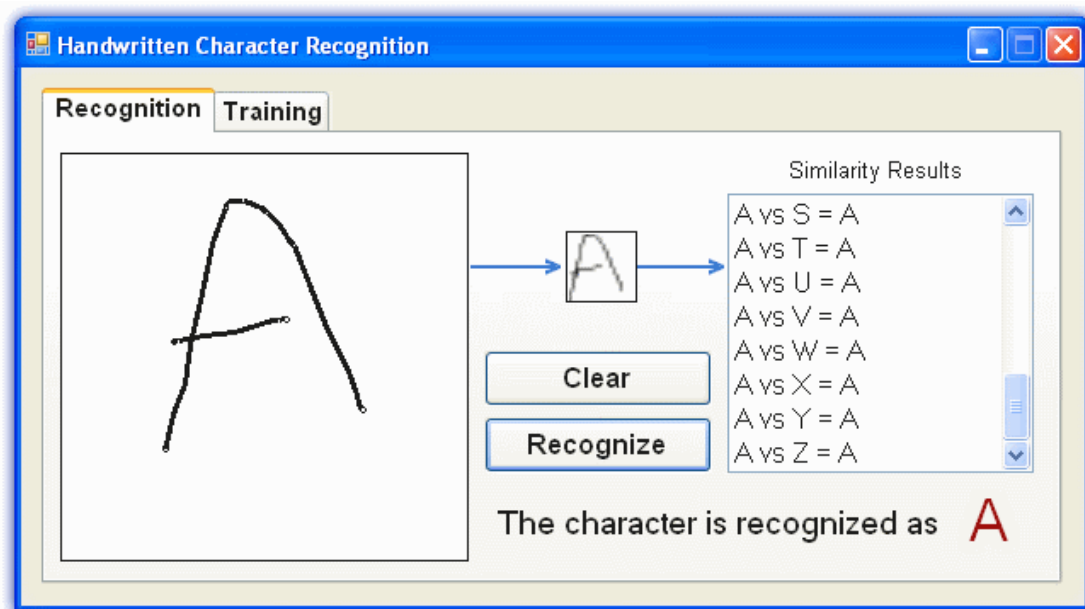 Handwritten Character Recognition
Recognition Training
A
A
Similarity Results
A vs S = A
A vs T = A
A vs U = A
A vs V = A
A vs W = A
A vs X = A
A vs Y = A
A vs Z = A
Clear
Recognize
The character is recognized as A